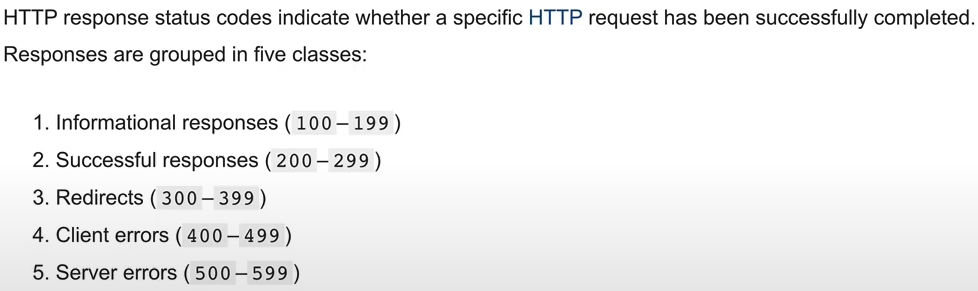 HTTP response status codes indicate whether a specific HTTP request has been successfully completed.
Responses are grouped in five classes:
1. Informational responses (100–199)
2. Successful responses (200–299)
3. Redirects (300–399)
4. Client errors (400–499)
5. Server errors (500–599)